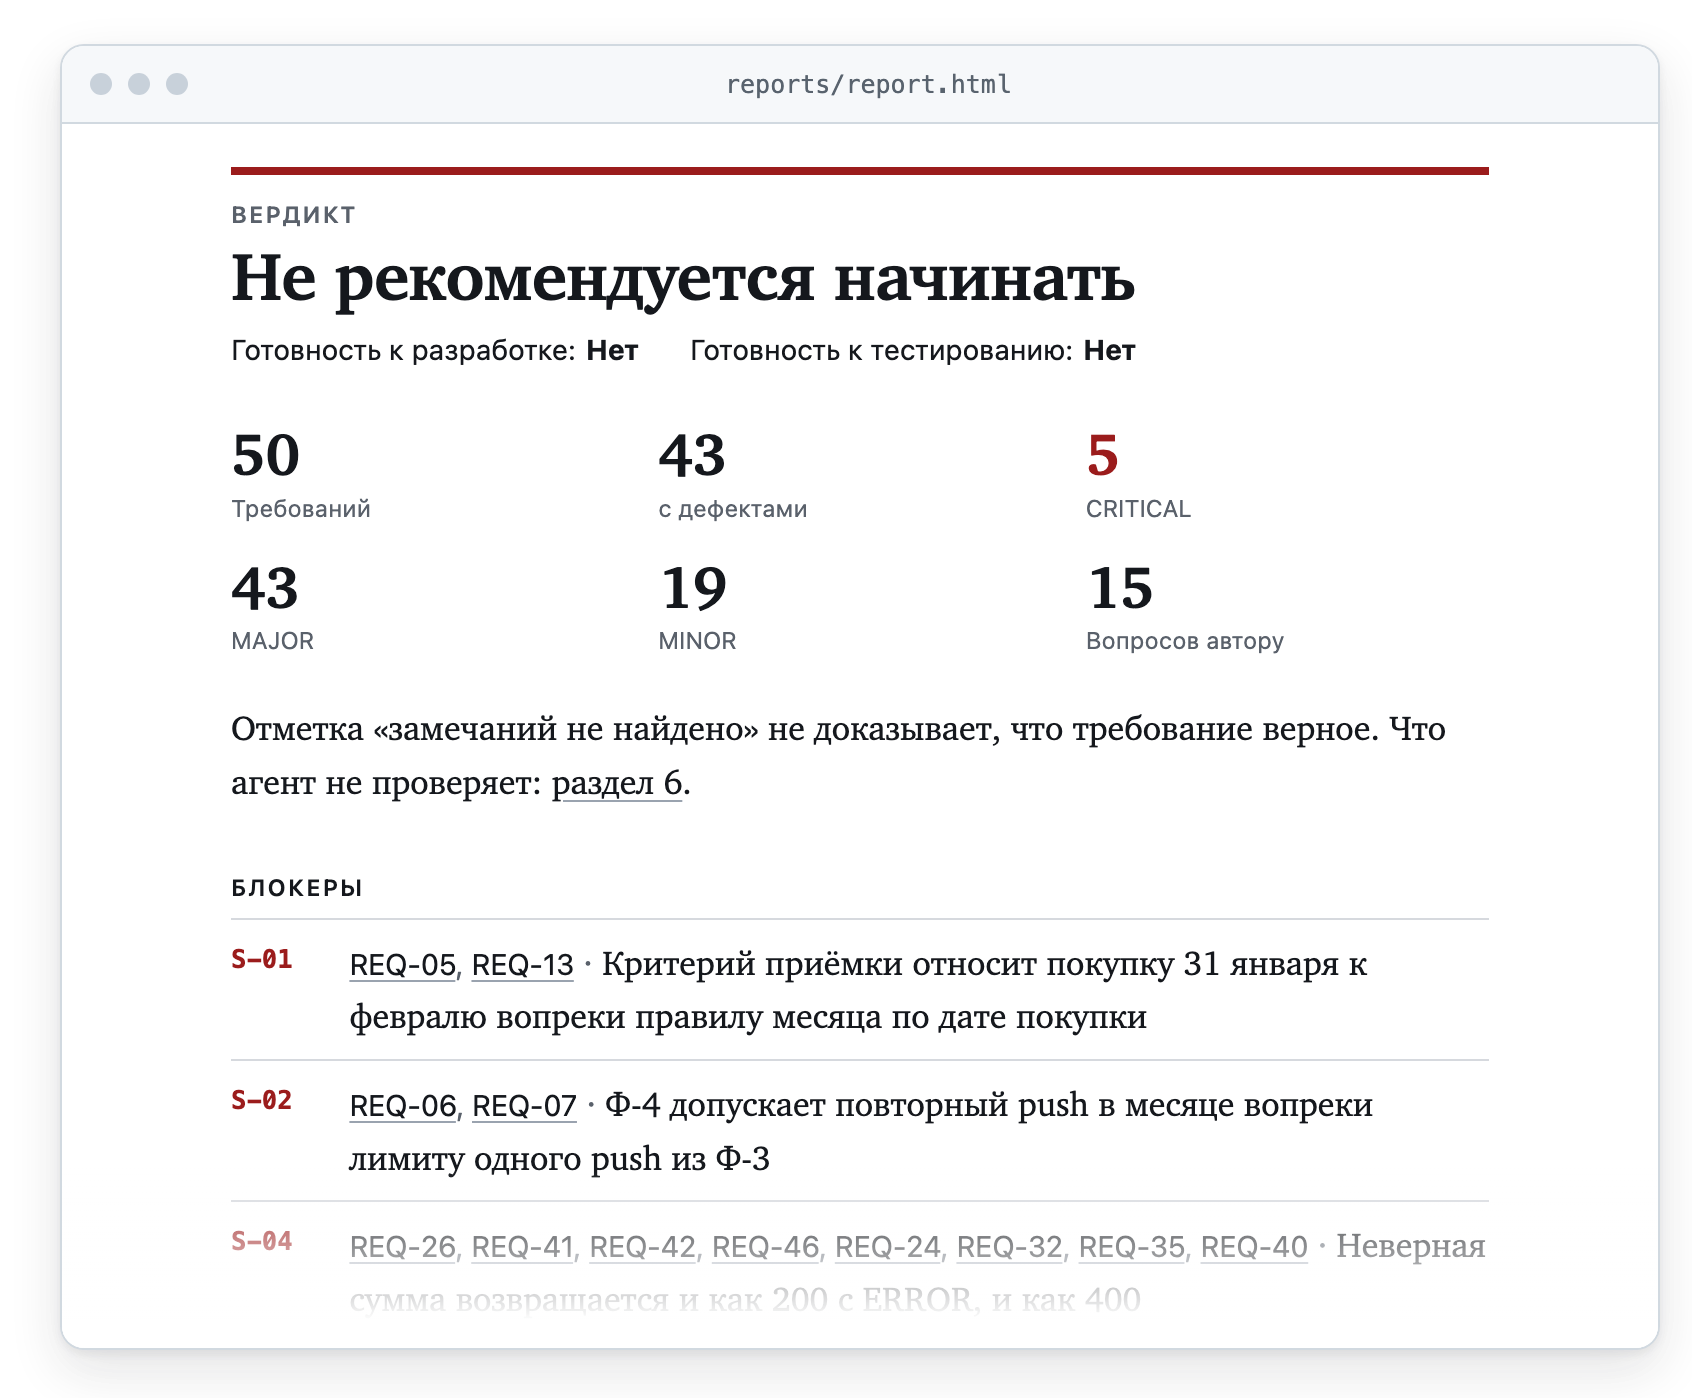 reports/report.html
ВЕРДИКТ
Не рекомендуется начинать
Готовность к разработке: Нет Готовность к тестированию: Нет
50 43 5
Требований с дефектами CRITICAL
43 19 15
MAJOR MINOR Вопросов автору
Отметка «замечаний не найдено» не доказывает, что требование верное. Что
агент не проверяет: раздел 6.
БЛОКЕРЫ
S-01 REQ-05, REQ-13 · Критерий приёмки относит покупку 31 января к
февралю вопреки правилу месяца по дате покупки
S-02 REQ-06, REQ-07 · Ф-4 допускает повторный push в месяце вопреки
лимиту одного push из Ф-3
S-04 REQ-26, REQ-41, REQ-42, REQ-46, REQ-24, REQ-32, REQ-35, REQ-40 · Неверная
сумма возвращается и как 200 с ERROR, и как 400